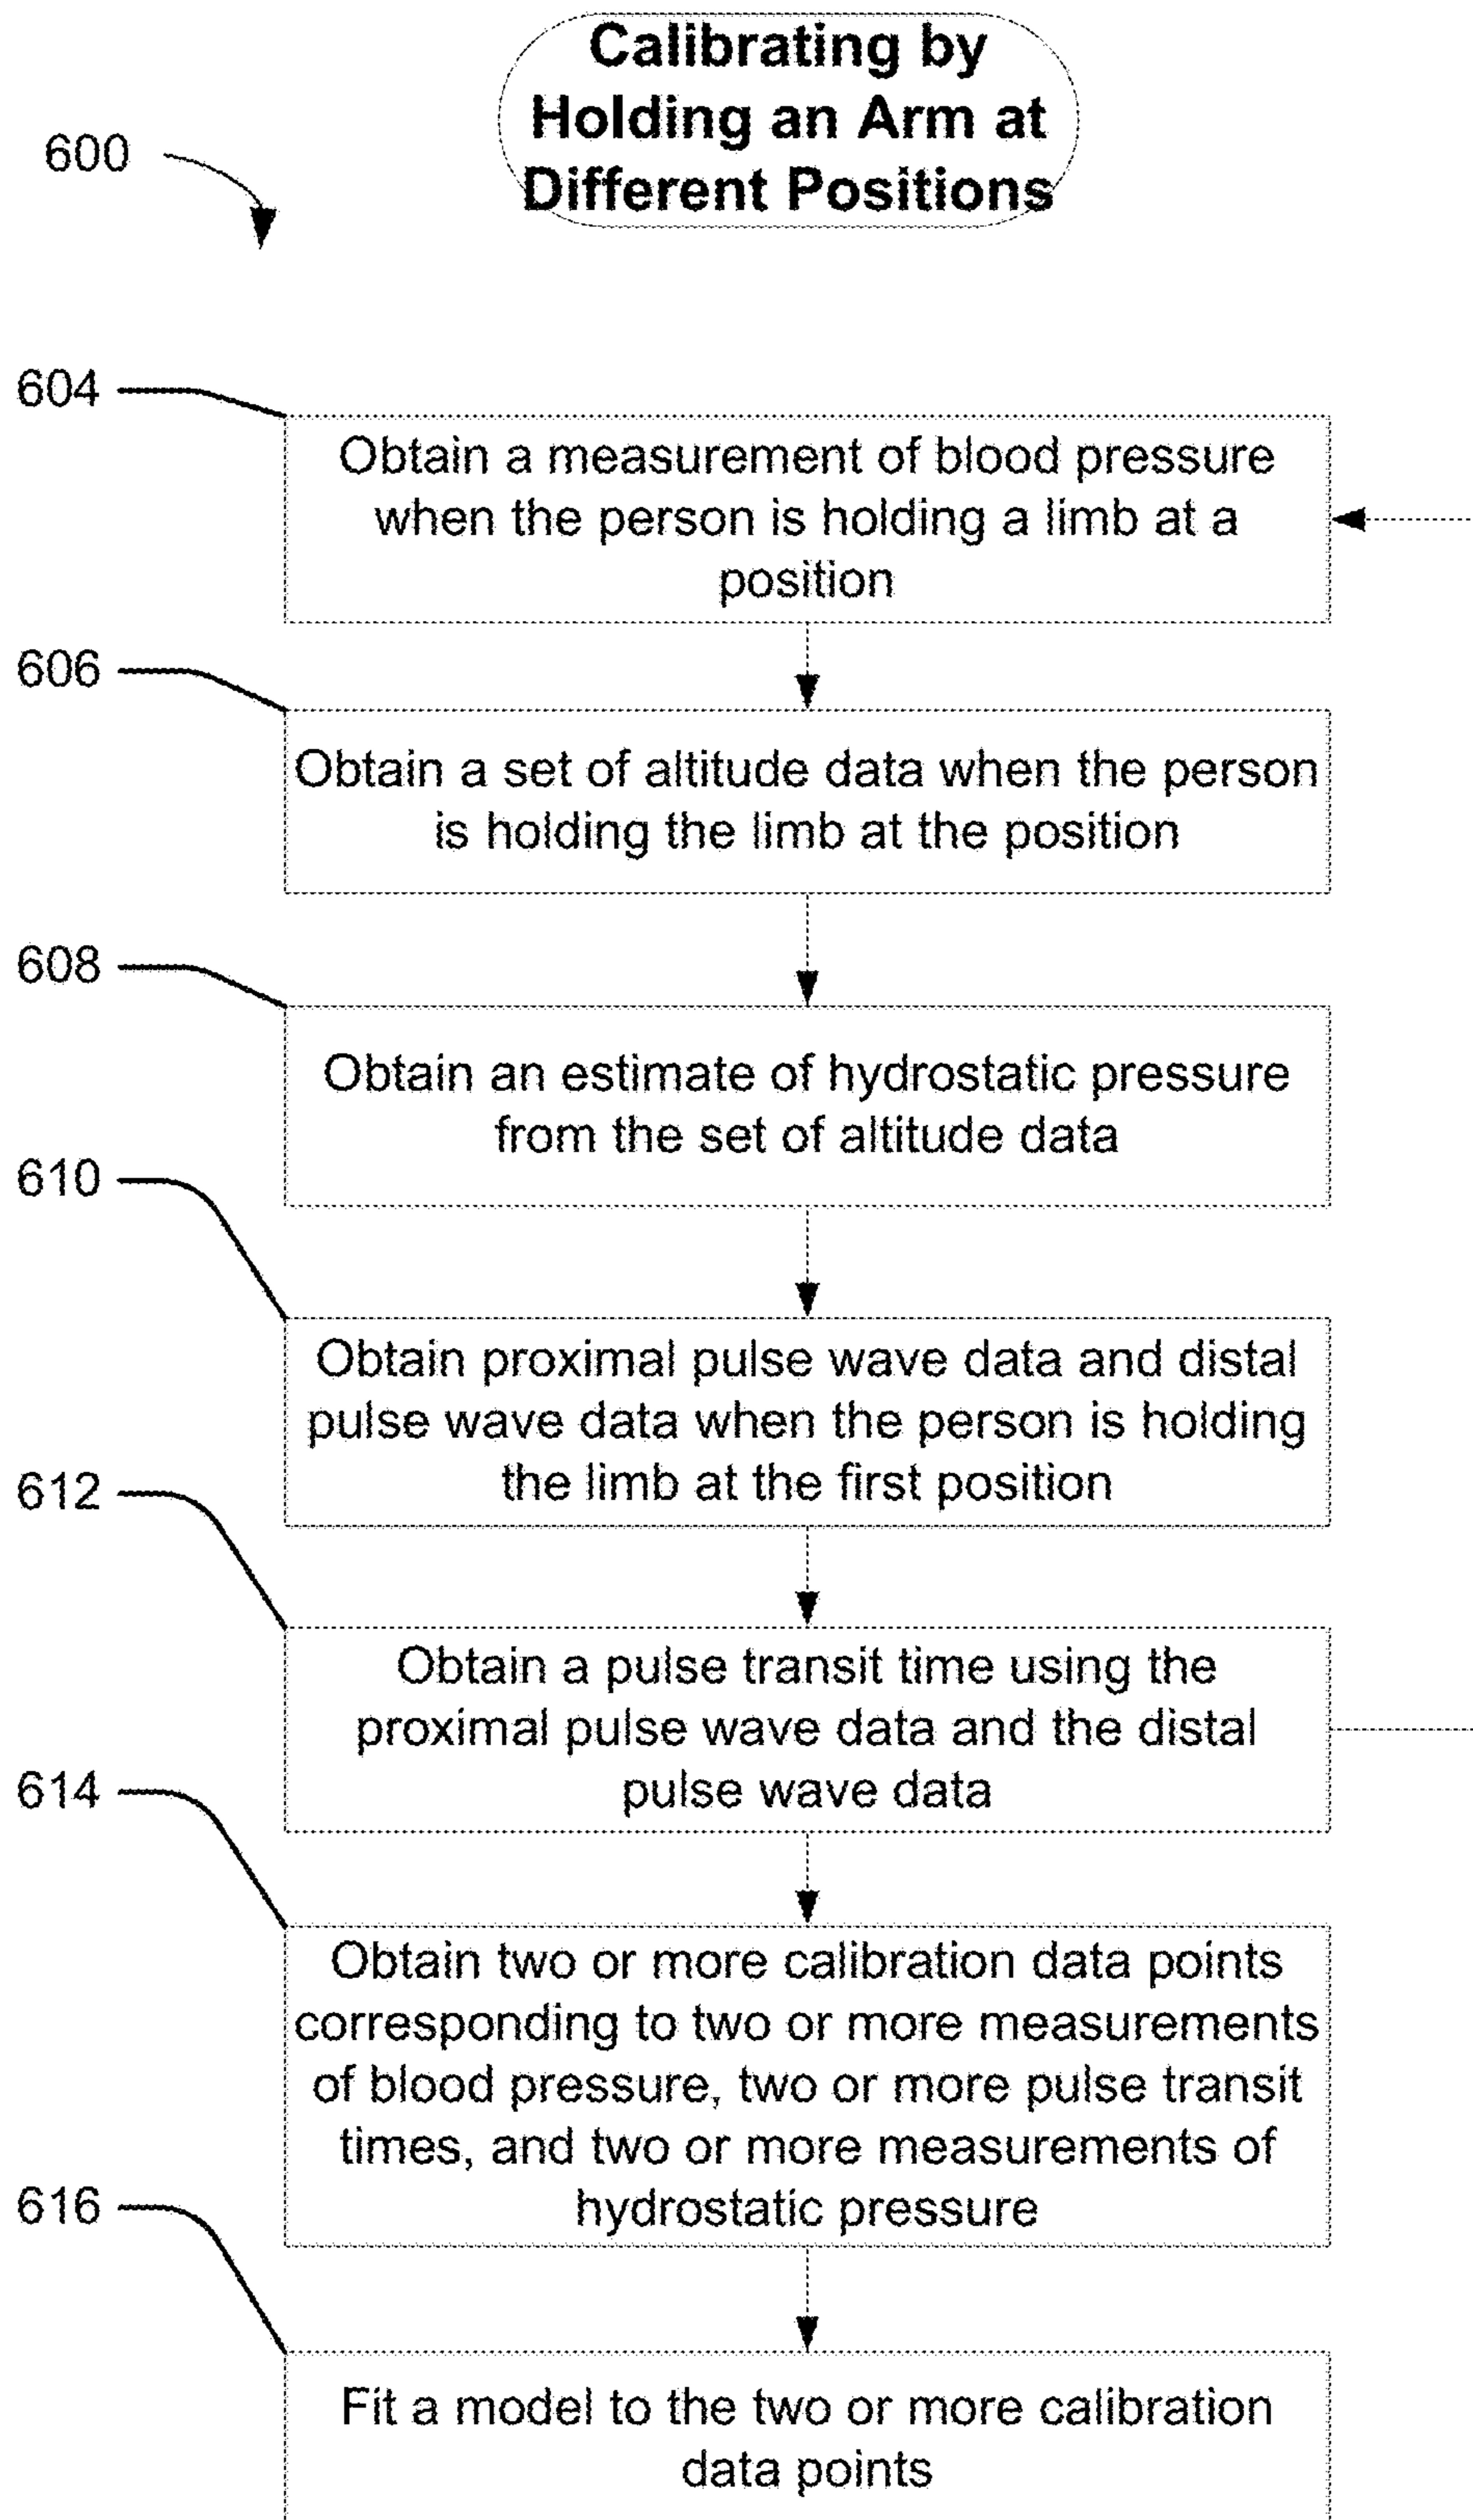 Calibrating by
Holding an Arm at
Different Positions
600
604
Obtain a measurement of blood pressure
when the person is holding a limb at a
position
606
Obtain a set of altitude data when the person
is holding the limb at the position
608
Obtain an estimate of hydrostatic pressure
from the set of altitude data
610
Obtain proximal pulse wave data and distal
pulse wave data when the person is holding
the limb at the first position
612
Obtain a pulse transit time using the
proximal pulse wave data and the distal
pulse wave data
614
Obtain two or more calibration data points
corresponding to two or more measurements
of blood pressure, two or more pulse transit
times, and two or more measurements of
hydrostatic pressure
616
Fit a model to the two or more calibration
data points